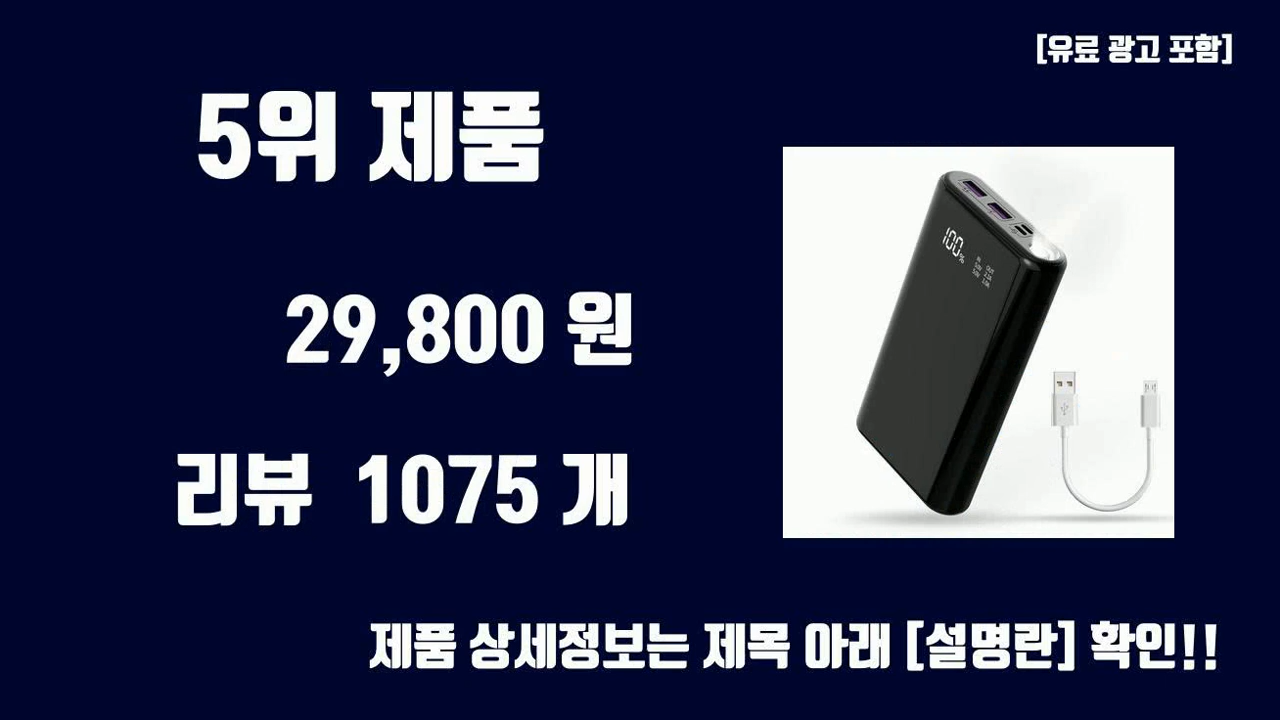 [유료 광고 포함]
5위 제품
29,800 원
리뷰 1075 개
100%
제품 상세정보는 제목 아래 [설명란] 확인!!